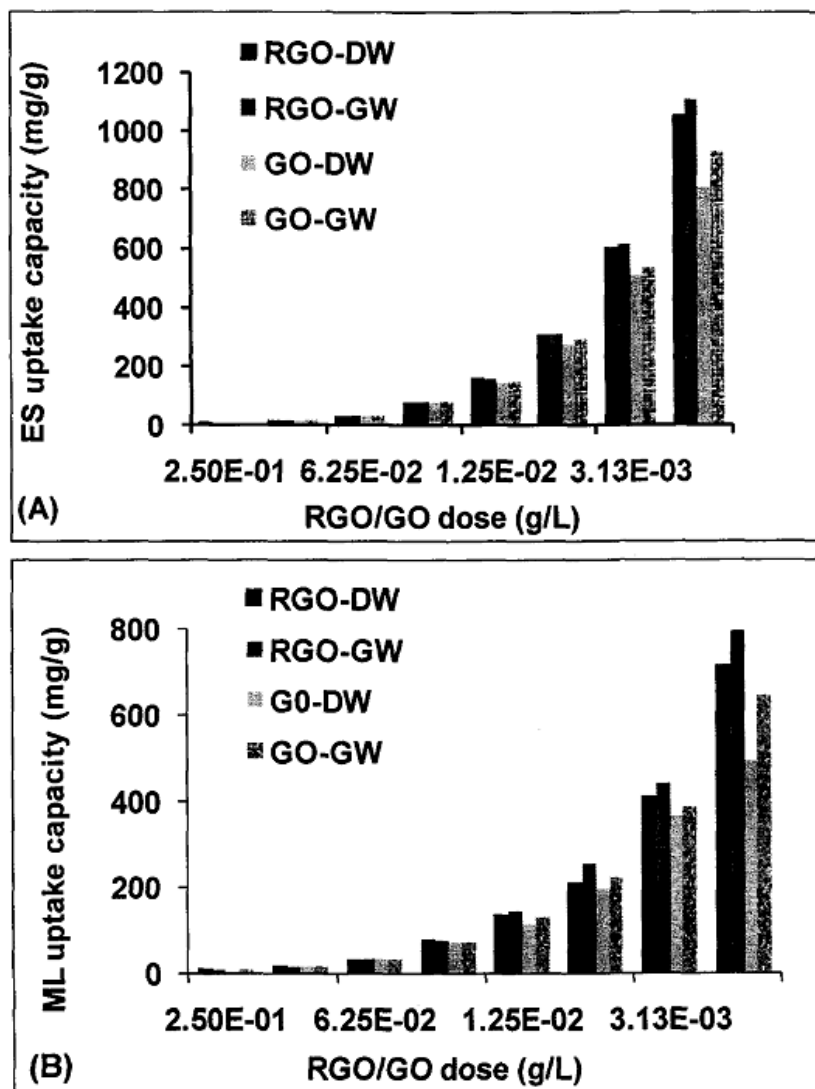 RGO-DW
RGO-GW
GO-DW
GO-GW
ES uptake capacity (mg/g)
1200
1000
800
600
400
200
0
2.50E-01 6.25E-02 1.25E-02 3.13E-03
(A)
RGO/GO dose (g/L)
RGO-DW
RGO-GW
G0-DW
GO-GW
ML uptake capacity (mg/g)
800
600
400
200
0
2.50E-01 6.25E-02 1.25E-02 3.13E-03
(B)
RGO/GO dose (g/L)